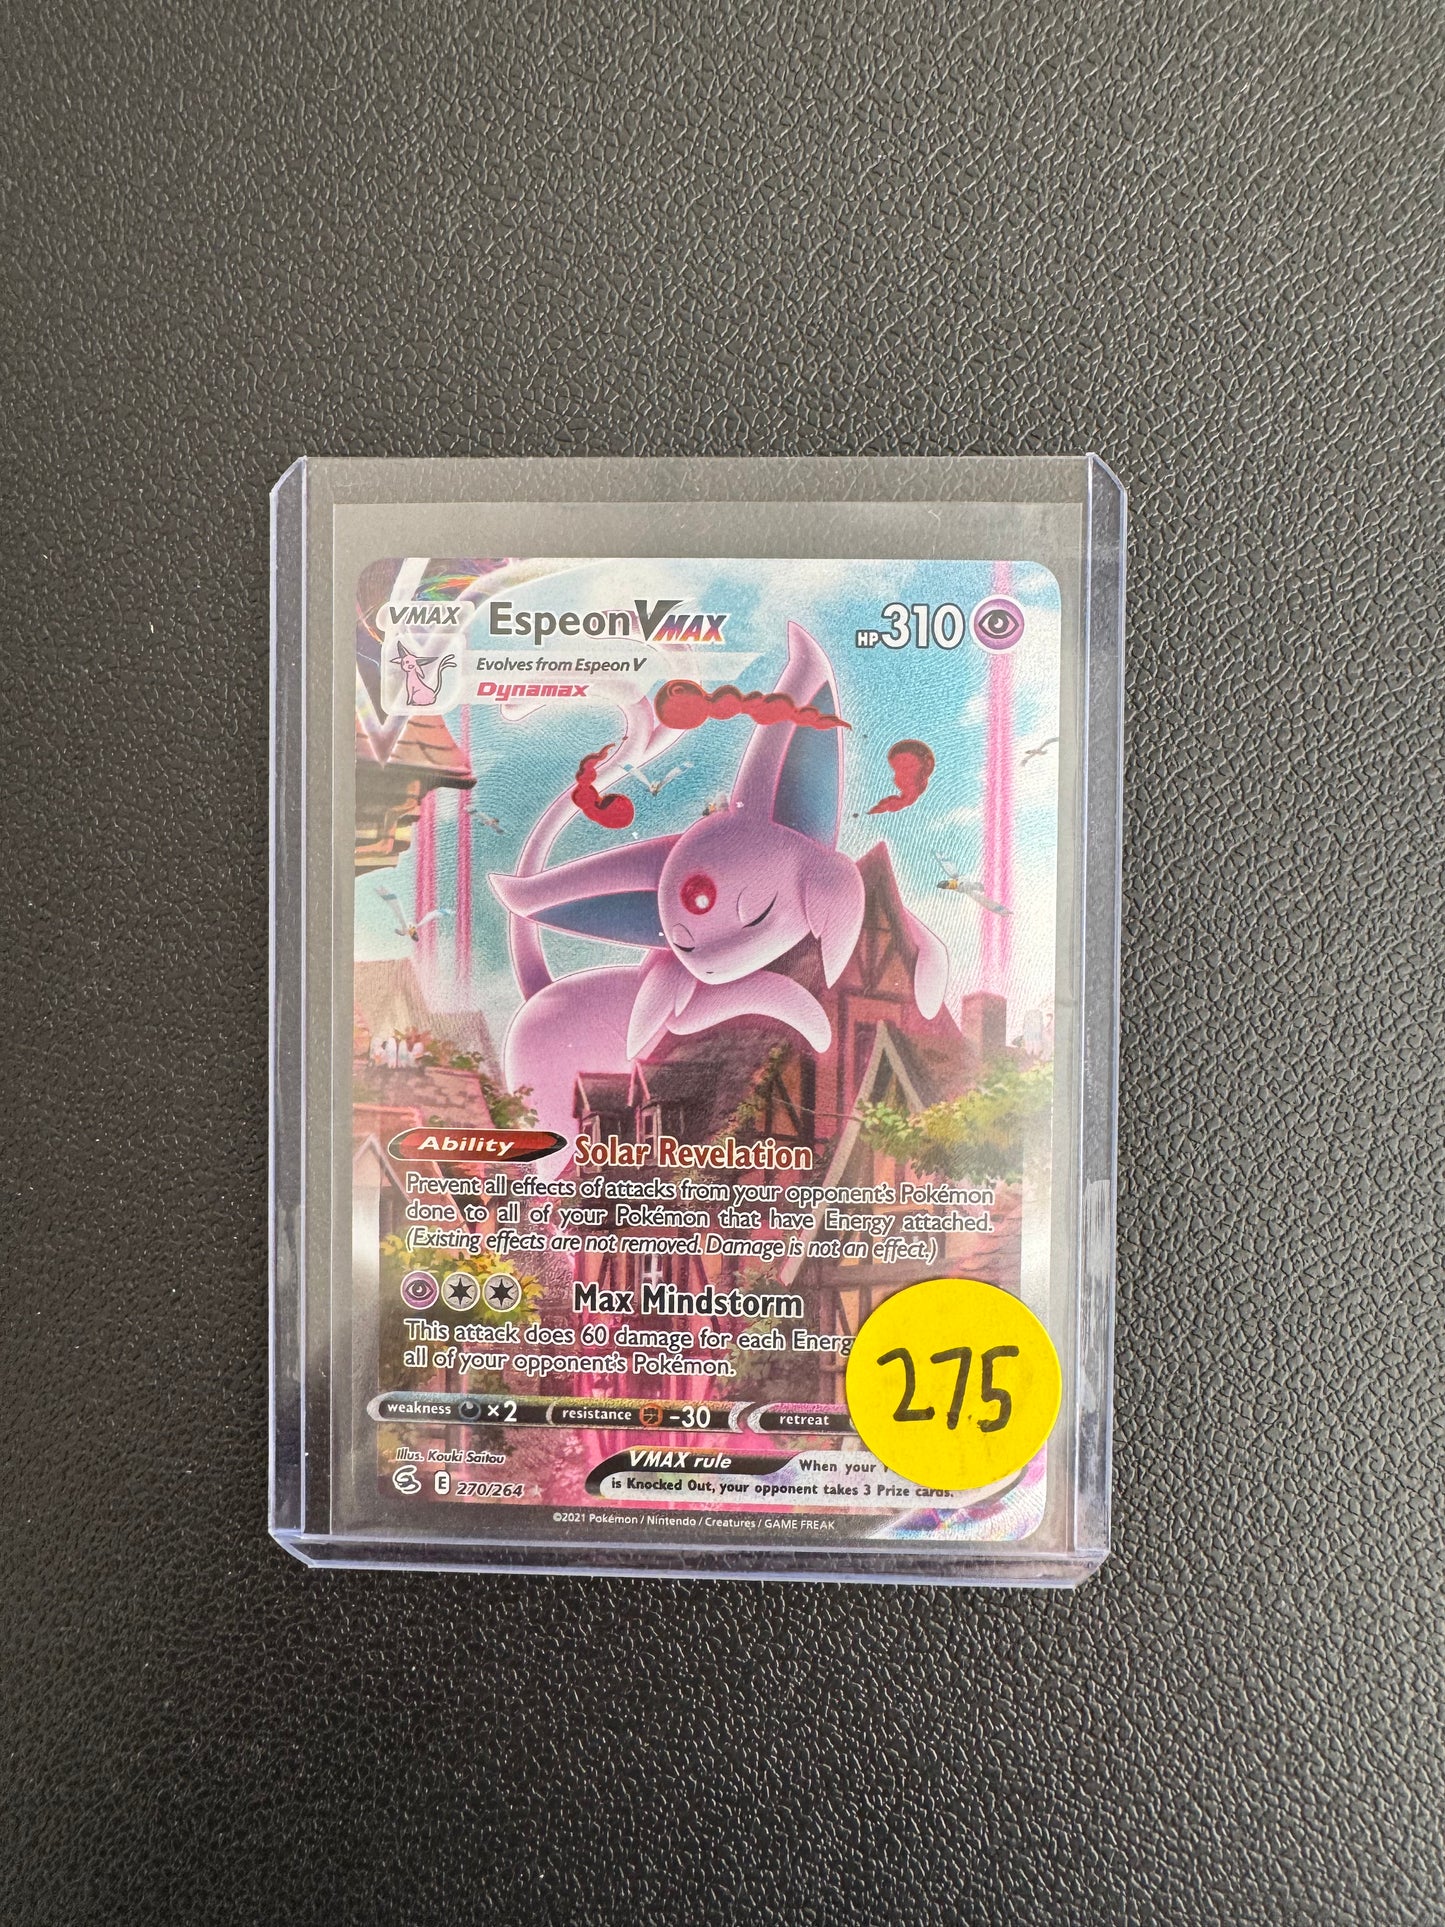 VMAX EspeonVMAX HP310
Evolves from Espeon V
Dynamax
Ability Solar Revelation
Prevent all effects of attacks from your opponent's Pokémon
done to all of your Pokémon that have Energy attached.
(Existing effects are not removed. Damage is not an effect.)
Max Mindstorm
This attack does 60 damage for each Energ
all of your opponent's Pokémon.
275
weakness ×2 resistance -30 retreat
Illus. Kouki Saitou
VMAX rule When your
E 270/264 is Knocked Out, your opponent takes 3 Prize cards.
©2021 Pokémon / Nintendo / Creatures / GAME FREAK